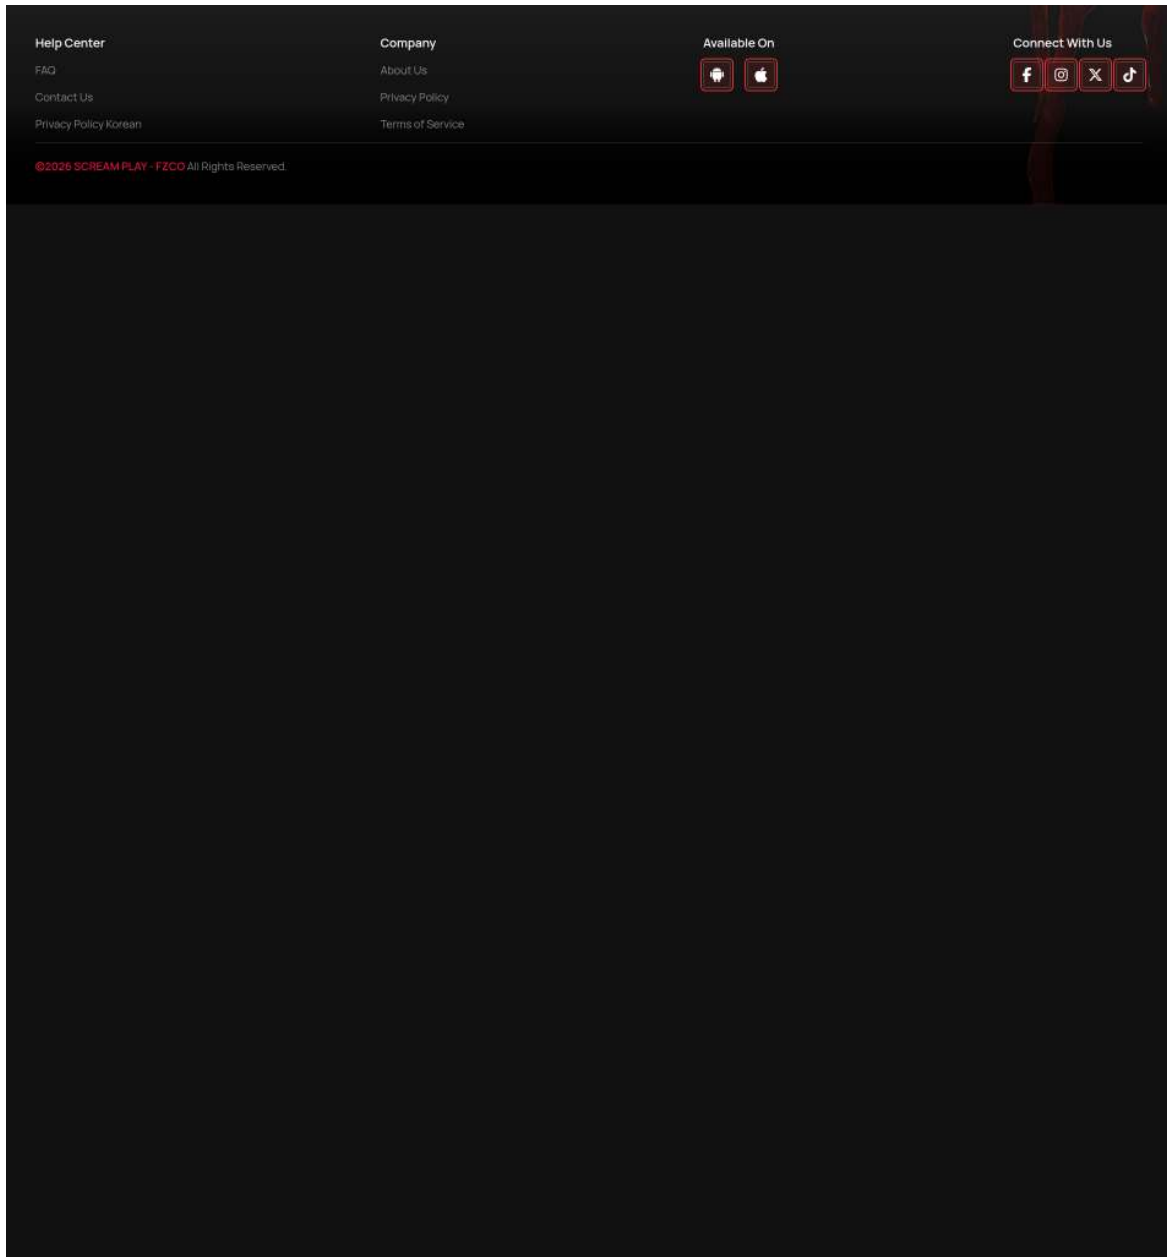 Help Center
FAQ
Contact Us
Privacy Policy Korean
Company
About Us
Privacy Policy
Terms of Service
Available On
Connect With Us
©2026 SCREAM PLAY - FZCO All Rights Reserved.